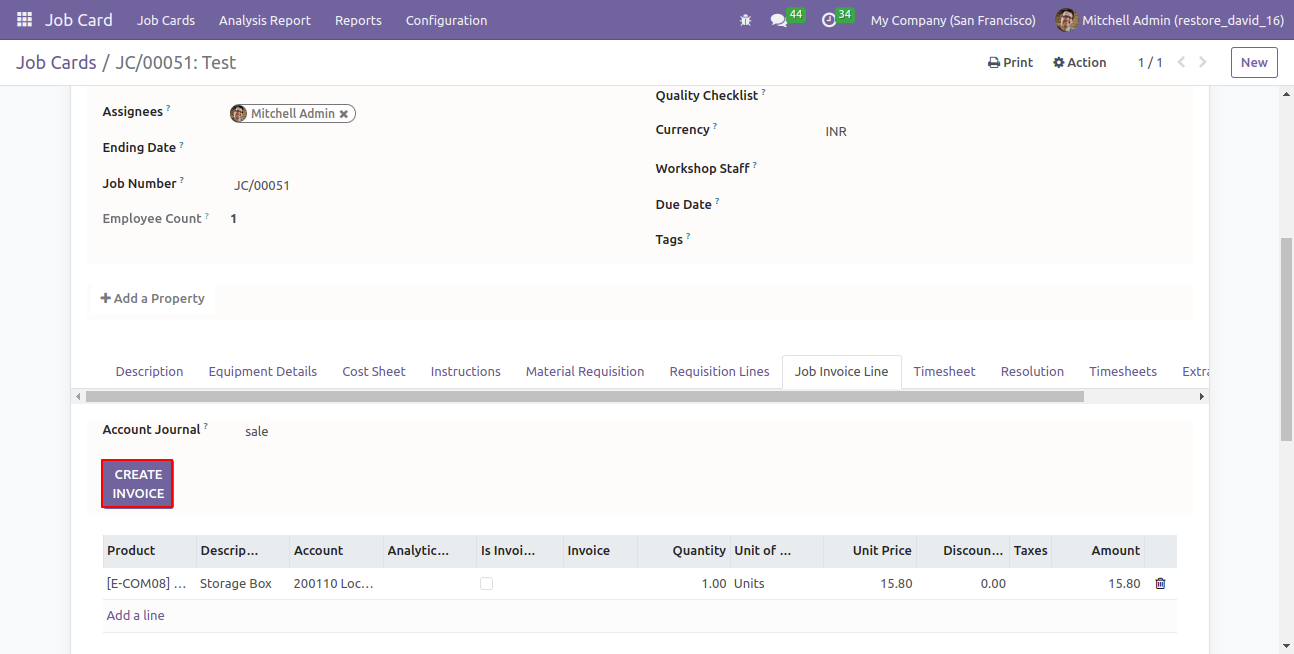 Job Card Job Cards Analysis Report Reports Configuration 44 34 My Company (San Francisco) Mitchell Admin (restore_david_16)
Job Cards / JC/00051: Test Print Action 1 / 1 New
Assignees ? Mitchell Admin ✖
Ending Date ?
Job Number ? JC/00051
Employee Count ? 1
Quality Checklist ?
Currency ? INR
Workshop Staff ?
Due Date ?
Tags ?
+ Add a Property
Description Equipment Details Cost Sheet Instructions Material Requisition Requisition Lines Job Invoice Line Timesheet Resolution Timesheets Extra
Account Journal ? sale
CREATE
INVOICE
Product Descrip... Account Analytic... Is Invoi... Invoice Quantity Unit of ... Unit Price Discoun... Taxes Amount
[E-COM08] ... Storage Box 200110 Loc... 1.00 Units 15.80 0.00 15.80
Add a line